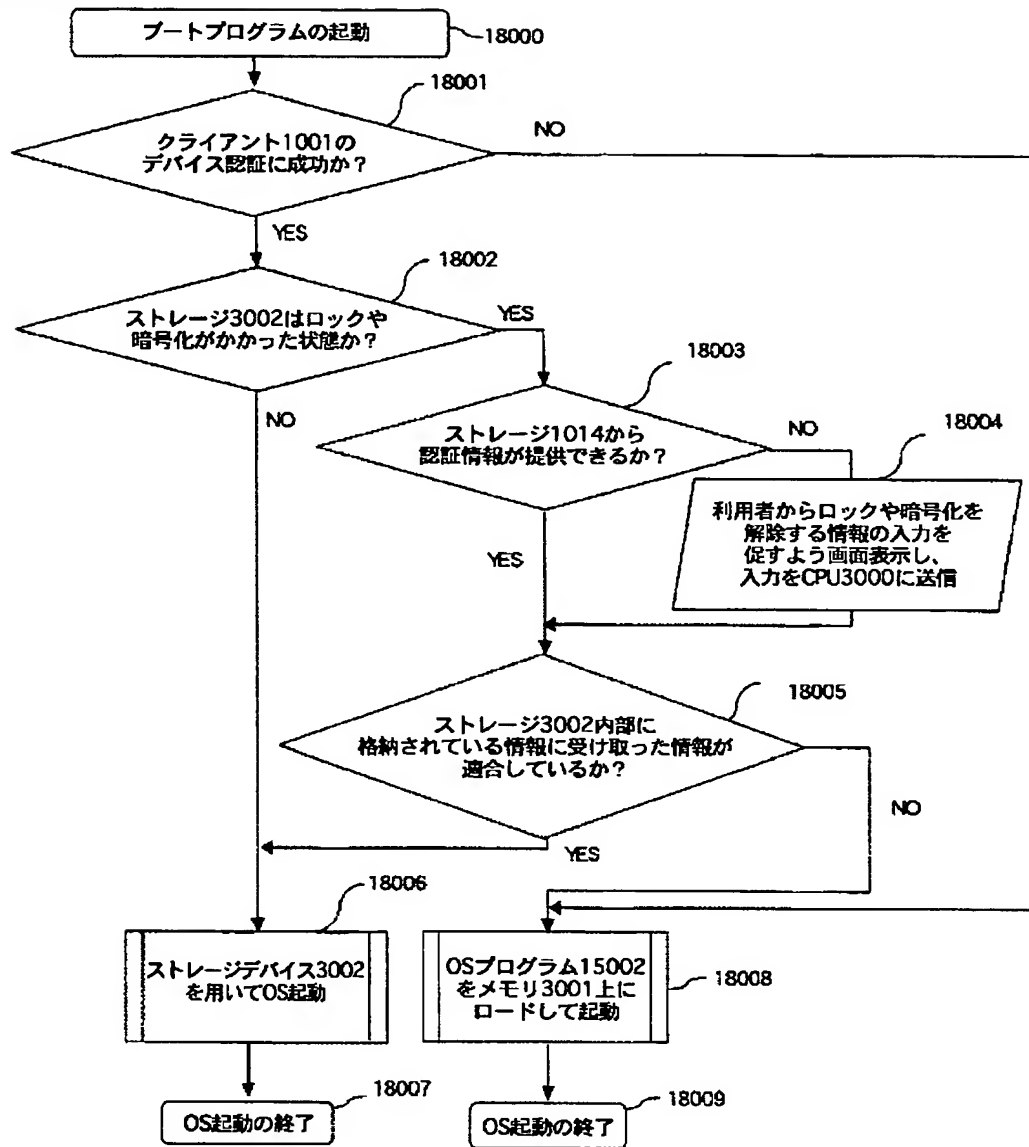 ブートプログラムの起動
18000
18001
クライアント1001の
デバイス認証に成功か？
NO
YES
18002
ストレージ3002はロックや
暗号化がかかった状態か？
YES
NO
18003
ストレージ1014から
認証情報が提供できるか？
NO
YES
18004
利用者からロックや暗号化を
解除する情報の入力を
促すよう画面表示し、
入力をCPU3000に送信
18005
ストレージ3002内部に
格納されている情報に受け取った情報が
適合しているか？
NO
YES
18006
ストレージデバイス3002
を用いてOS起動
OSプログラム15002
をメモリ3001上に
ロードして起動
18008
18007
OS起動の終了
18009
OS起動の終了